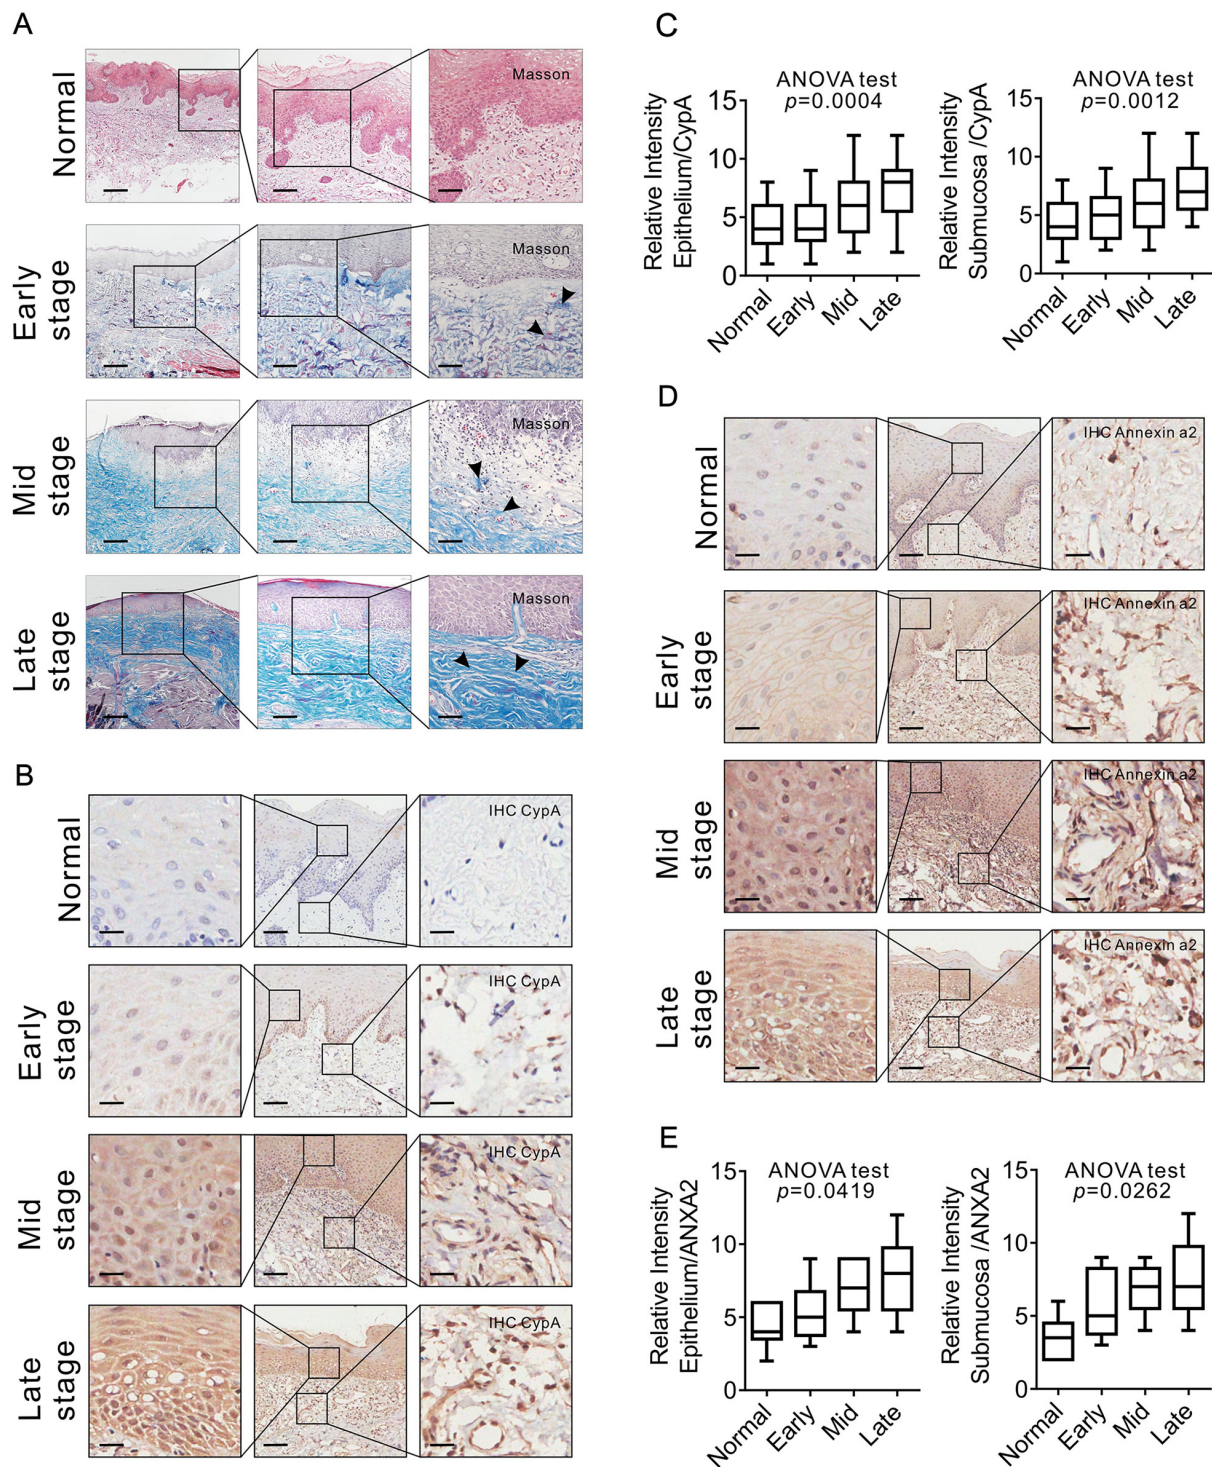 A
Normal
Masson
Early
stage
Masson
Mid
stage
Masson
Late
stage
Masson
B
Normal
IHC CypA
Early
stage
IHC CypA
Mid
stage
IHC CypA
Late
stage
IHC CypA
C
ANOVA test
p=0.0004
Relative Intensity
Epithelium/CypA
15
10
5
0
Normal
Early
Mid
Late
ANOVA test
p=0.0012
Relative Intensity
Submucosa /CypA
15
10
5
0
Normal
Early
Mid
Late
D
Normal
IHC Annexin a2
Early
stage
IHC Annexin a2
Mid
stage
IHC Annexin a2
Late
stage
IHC Annexin a2
E
ANOVA test
p=0.0419
Relative Intensity
Epithelium/ANXA2
15
10
5
0
Normal
Early
Mid
Late
ANOVA test
p=0.0262
Relative Intensity
Submucosa /ANXA2
15
10
5
0
Normal
Early
Mid
Late